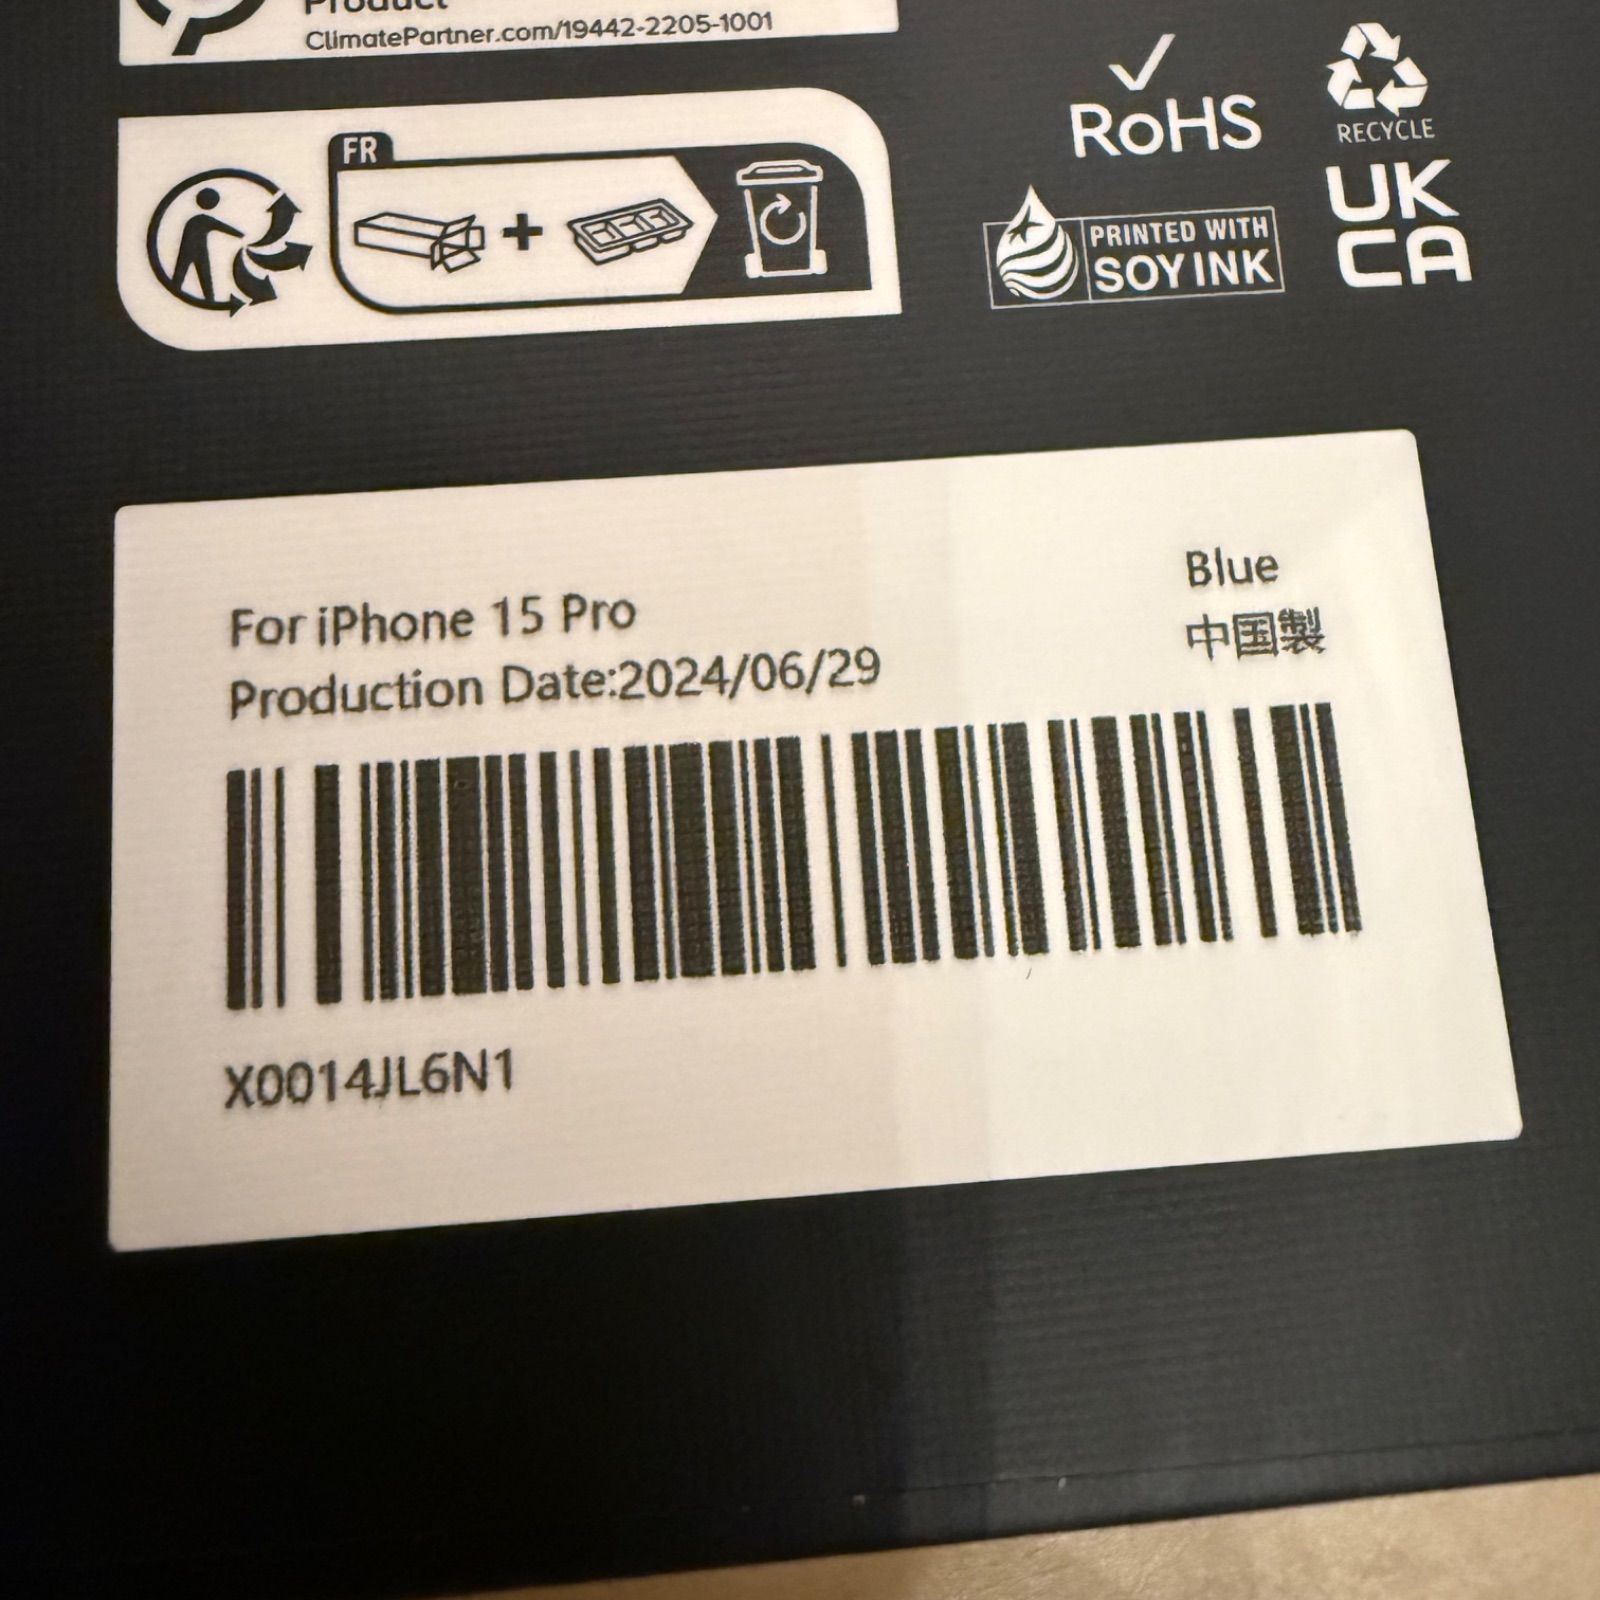 Product
ClimatePartner.com/19442-2205-1001
FR
RoHS
RECYCLE
PRINTED WITH
SOY INK
UK
CA
For iPhone 15 Pro
Production Date:2024/06/29
Blue
中国製
X0014JL6N1